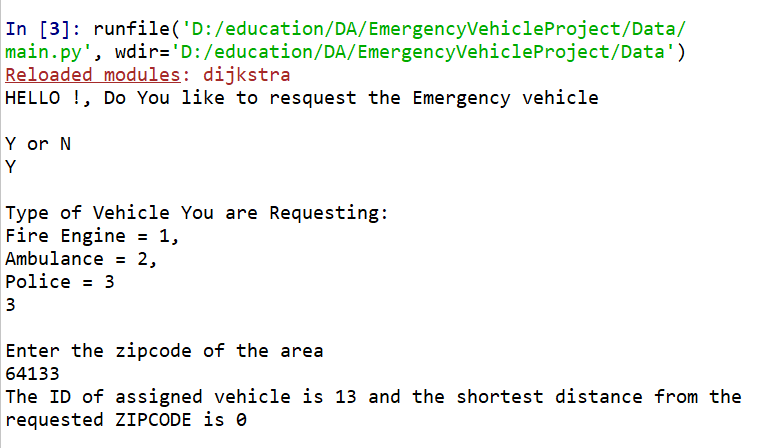 In [3]: runfile('D:/education/DA/EmergencyVehicleProject/Data/
main.py', wdir='D:/education/DA/EmergencyVehicleProject/Data')
Reloaded modules: dijkstra
HELLO !, Do You like to resquest the Emergency vehicle
Y or N
Y
Type of Vehicle You are Requesting:
Fire Engine = 1,
Ambulance = 2,
Police = 3
3
Enter the zipcode of the area
64133
The ID of assigned vehicle is 13 and the shortest distance from the
requested ZIPCODE is 0